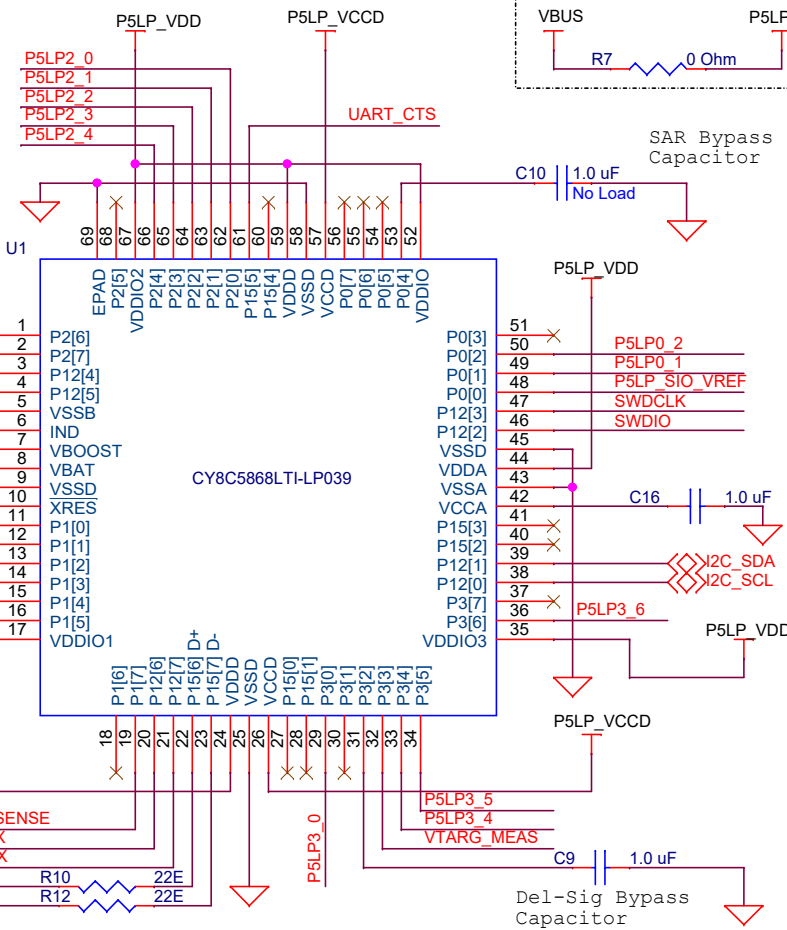 P5LP_VDD
P5LP_VCCD
VBUS
P5LP
R7
0 Ohm
P5LP2_0
P5LP2_1
P5LP2_2
P5LP2_3
P5LP2_4
UART_CTS
SAR Bypass
Capacitor
C10
1.0 uF
No Load
U1
69
68
67
66
65
64
63
62
61
60
59
58
57
56
55
54
53
52
EPAD
P2[5]
VDDIO2
P2[4]
P2[3]
P2[2]
P2[1]
P2[0]
P15[5]
P15[4]
VDDD
VSSD
VCCD
P0[7]
P0[6]
P0[5]
P0[4]
VDDIO
P5LP_VDD
1 P2[6]
2 P2[7]
3 P12[4]
4 P12[5]
5 VSSB
6 IND
7 VBOOST
8 VBAT
9 VSSD
10 XRES
11 P1[0]
12 P1[1]
13 P1[2]
14 P1[3]
15 P1[4]
16 P1[5]
17 VDDIO1
CY8C5868LTI-LP039
P0[3] 51
P0[2] 50 P5LP0_2
P0[1] 49 P5LP0_1
P0[0] 48 P5LP_SIO_VREF
P12[3] 47 SWDCLK
P12[2] 46 SWDIO
VSSD 45
VDDA 44
VSSA 43
VCCA 42
C16
1.0 uF
P15[3] 41
P15[2] 40
P12[1] 39 I2C_SDA
P12[0] 38 I2C_SCL
P3[7] 37
P3[6] 36 P5LP3_6
VDDIO3 35
P5LP_VDD
P1[6]
P1[7]
P12[6]
P12[7]
P15[6] D+
P15[7] D-
VDDD
VSSD
VCCD
P15[0]
P15[1]
P3[0]
P3[1]
P3[2]
P3[3]
P3[4]
P3[5]
18
19
20
21
22
23
24
25
26
27
28
29
30
31
32
33
34
P5LP_VCCD
P5LP3_5
P5LP3_4
VTARG_MEAS
P5LP3_0
SENSE
X
X
R10
22E
R12
22E
C9
1.0 uF
Del-Sig Bypass
Capacitor